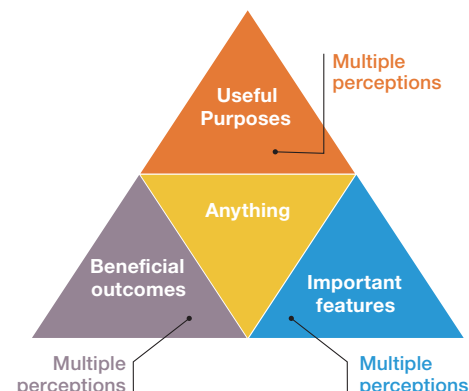 Multiple
perceptions
Useful
Purposes
Anything
Beneficial
outcomes
Important
features
Multiple
perceptions
Multiple
perceptions